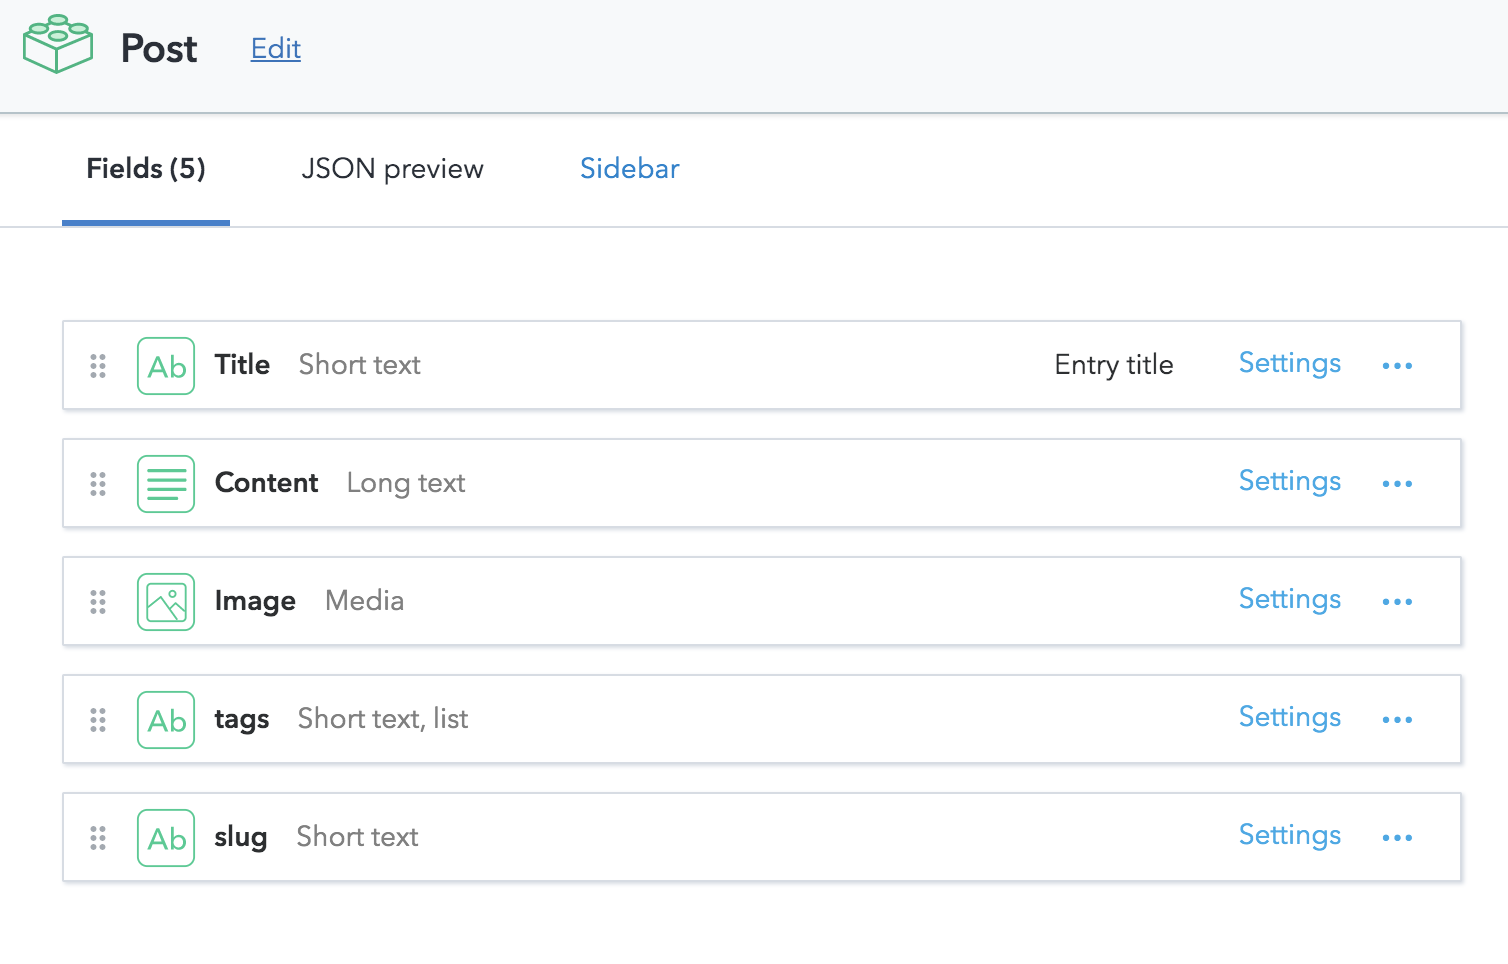 Post Edit
Fields (5) JSON preview Sidebar
Ab Title Short text Entry title Settings
Content Long text Settings
Image Media Settings
Ab tags Short text, list Settings
Ab slug Short text Settings